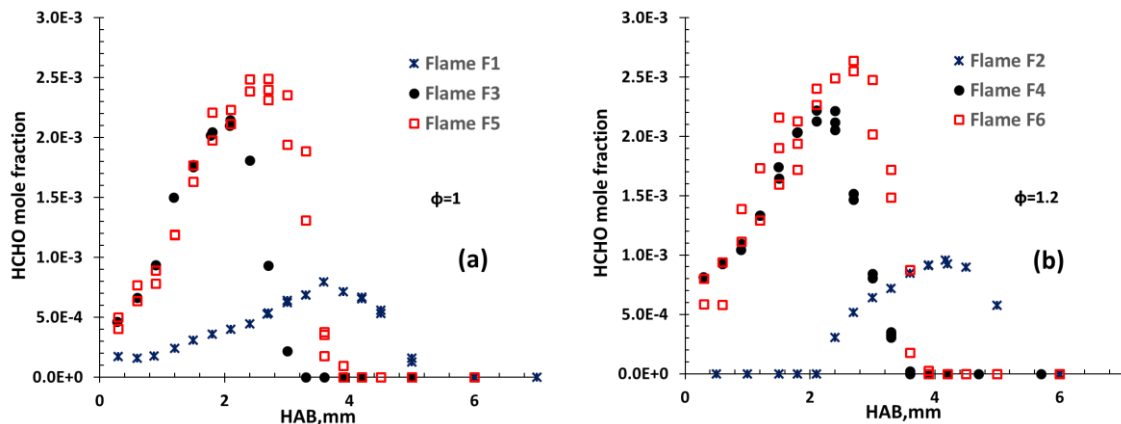 3.0E-3
2.5E-3
2.0E-3
1.5E-3
1.0E-3
5.0E-4
0.0E+0
HCHO mole fraction
0
2
4
6
HAB,mm
Flame F1
Flame F3
Flame F5
ϕ=1
(a)
3.0E-3
2.5E-3
2.0E-3
1.5E-3
1.0E-3
5.0E-4
0.0E+0
HCHO mole fraction
0
2
4
6
HAB,mm
Flame F2
Flame F4
Flame F6
ϕ=1.2
(b)